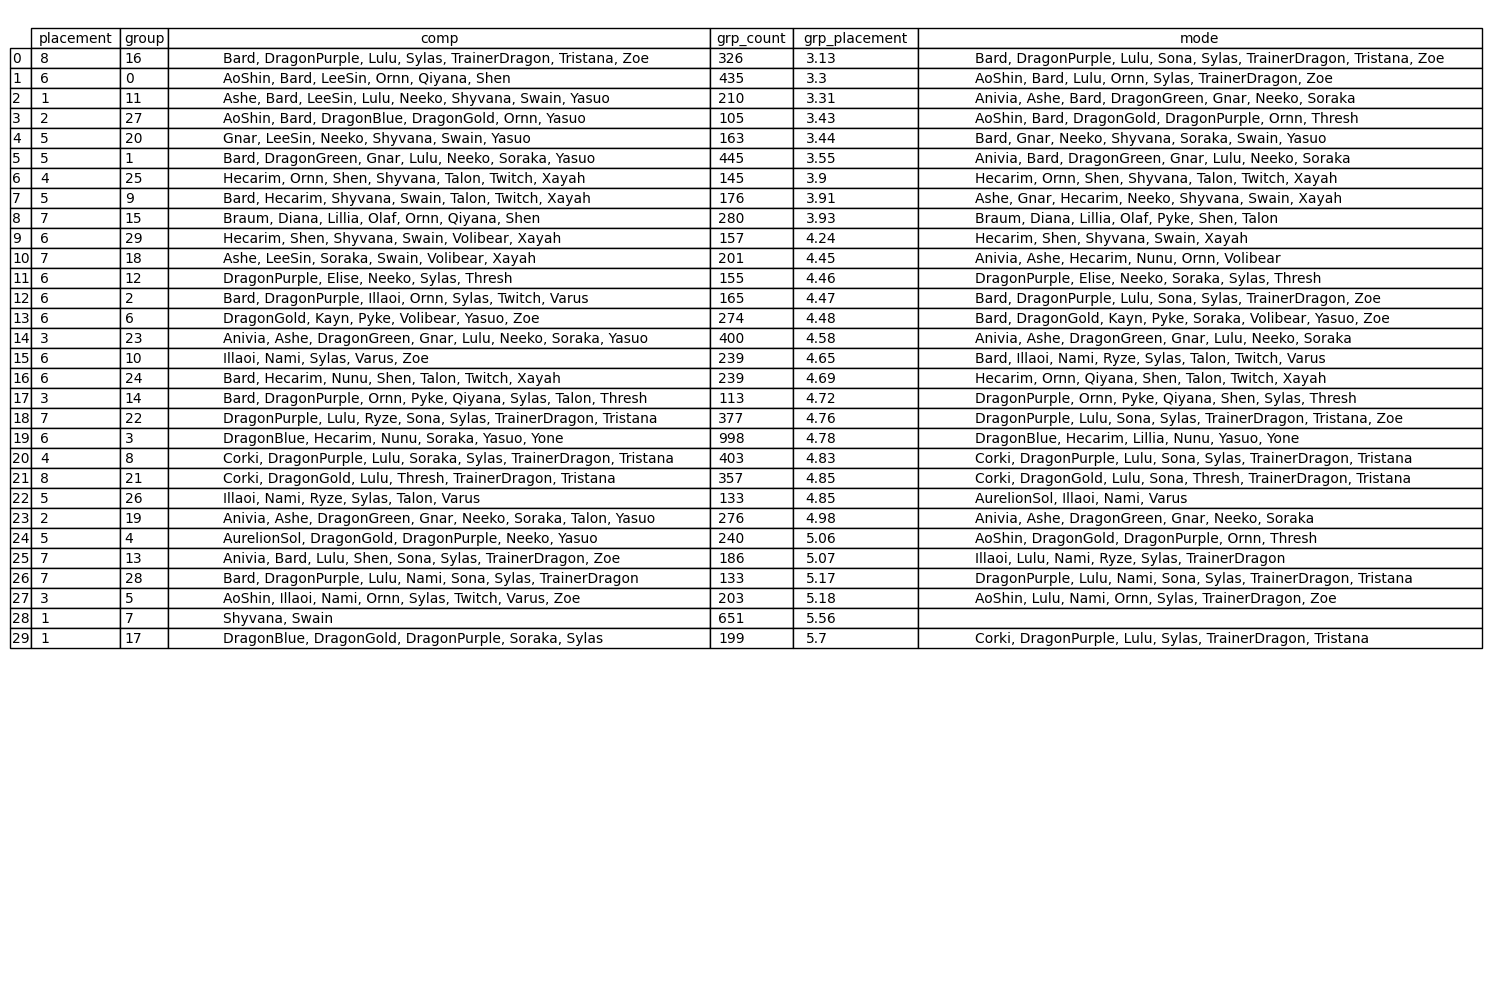 placement group comp grp_count grp_placement mode
0 8 16 Bard, DragonPurple, Lulu, Sylas, TrainerDragon, Tristana, Zoe 326 3.13 Bard, DragonPurple, Lulu, Sona, Sylas, TrainerDragon, Tristana, Zoe
1 6 0 AoShin, Bard, LeeSin, Ornn, Qiyana, Shen 435 3.3 AoShin, Bard, Lulu, Ornn, Sylas, TrainerDragon, Zoe
2 1 11 Ashe, Bard, LeeSin, Lulu, Neeko, Shyvana, Swain, Yasuo 210 3.31 Anivia, Ashe, Bard, DragonGreen, Gnar, Neeko, Soraka
3 2 27 AoShin, Bard, DragonBlue, DragonGold, Ornn, Yasuo 105 3.43 AoShin, Bard, DragonGold, DragonPurple, Ornn, Thresh
4 5 20 Gnar, LeeSin, Neeko, Shyvana, Swain, Yasuo 163 3.44 Bard, Gnar, Neeko, Shyvana, Soraka, Swain, Yasuo
5 5 1 Bard, DragonGreen, Gnar, Lulu, Neeko, Soraka, Yasuo 445 3.55 Anivia, Bard, DragonGreen, Gnar, Lulu, Neeko, Soraka
6 4 25 Hecarim, Ornn, Shen, Shyvana, Talon, Twitch, Xayah 145 3.9 Hecarim, Ornn, Shen, Shyvana, Talon, Twitch, Xayah
7 5 9 Bard, Hecarim, Shyvana, Swain, Talon, Twitch, Xayah 176 3.91 Ashe, Gnar, Hecarim, Neeko, Shyvana, Swain, Xayah
8 7 15 Braum, Diana, Lillia, Olaf, Ornn, Qiyana, Shen 280 3.93 Braum, Diana, Lillia, Olaf, Pyke, Shen, Talon
9 6 29 Hecarim, Shen, Shyvana, Swain, Volibear, Xayah 157 4.24 Hecarim, Shen, Shyvana, Swain, Xayah
10 7 18 Ashe, LeeSin, Soraka, Swain, Volibear, Xayah 201 4.45 Anivia, Ashe, Hecarim, Nunu, Ornn, Volibear
11 6 12 DragonPurple, Elise, Neeko, Sylas, Thresh 155 4.46 DragonPurple, Elise, Neeko, Soraka, Sylas, Thresh
12 6 2 Bard, DragonPurple, Illaoi, Ornn, Sylas, Twitch, Varus 165 4.47 Bard, DragonPurple, Lulu, Sona, Sylas, TrainerDragon, Zoe
13 6 6 DragonGold, Kayn, Pyke, Volibear, Yasuo, Zoe 274 4.48 Bard, DragonGold, Kayn, Pyke, Soraka, Volibear, Yasuo, Zoe
14 3 23 Anivia, Ashe, DragonGreen, Gnar, Lulu, Neeko, Soraka, Yasuo 400 4.58 Anivia, Ashe, DragonGreen, Gnar, Lulu, Neeko, Soraka
15 6 10 Illaoi, Nami, Sylas, Varus, Zoe 239 4.65 Bard, Illaoi, Nami, Ryze, Sylas, Talon, Twitch, Varus
16 6 24 Bard, Hecarim, Nunu, Shen, Talon, Twitch, Xayah 239 4.69 Hecarim, Ornn, Qiyana, Shen, Talon, Twitch, Xayah
17 3 14 Bard, DragonPurple, Ornn, Pyke, Qiyana, Sylas, Talon, Thresh 113 4.72 DragonPurple, Ornn, Pyke, Qiyana, Shen, Sylas, Thresh
18 7 22 DragonPurple, Lulu, Ryze, Sona, Sylas, TrainerDragon, Tristana 377 4.76 DragonPurple, Lulu, Sona, Sylas, TrainerDragon, Tristana, Zoe
19 6 3 DragonBlue, Hecarim, Nunu, Soraka, Yasuo, Yone 998 4.78 DragonBlue, Hecarim, Lillia, Nunu, Yasuo, Yone
20 4 8 Corki, DragonPurple, Lulu, Soraka, Sylas, TrainerDragon, Tristana 403 4.83 Corki, DragonPurple, Lulu, Sona, Sylas, TrainerDragon, Tristana
21 8 21 Corki, DragonGold, Lulu, Thresh, TrainerDragon, Tristana 357 4.85 Corki, DragonGold, Lulu, Sona, Thresh, TrainerDragon, Tristana
22 5 26 Illaoi, Nami, Ryze, Sylas, Talon, Varus 133 4.85 AurelionSol, Illaoi, Nami, Varus
23 2 19 Anivia, Ashe, DragonGreen, Gnar, Neeko, Soraka, Talon, Yasuo 276 4.98 Anivia, Ashe, DragonGreen, Gnar, Neeko, Soraka
24 5 4 AurelionSol, DragonGold, DragonPurple, Neeko, Yasuo 240 5.06 AoShin, DragonGold, DragonPurple, Ornn, Thresh
25 7 13 Anivia, Bard, Lulu, Shen, Sona, Sylas, TrainerDragon, Zoe 186 5.07 Illaoi, Lulu, Nami, Ryze, Sylas, TrainerDragon
26 7 28 Bard, DragonPurple, Lulu, Nami, Sona, Sylas, TrainerDragon 133 5.17 DragonPurple, Lulu, Nami, Sona, Sylas, TrainerDragon, Tristana
27 3 5 AoShin, Illaoi, Nami, Ornn, Sylas, Twitch, Varus, Zoe 203 5.18 AoShin, Lulu, Nami, Ornn, Sylas, TrainerDragon, Zoe
28 1 7 Shyvana, Swain 651 5.56
29 1 17 DragonBlue, DragonGold, DragonPurple, Soraka, Sylas 199 5.7 Corki, DragonPurple, Lulu, Sylas, TrainerDragon, Tristana